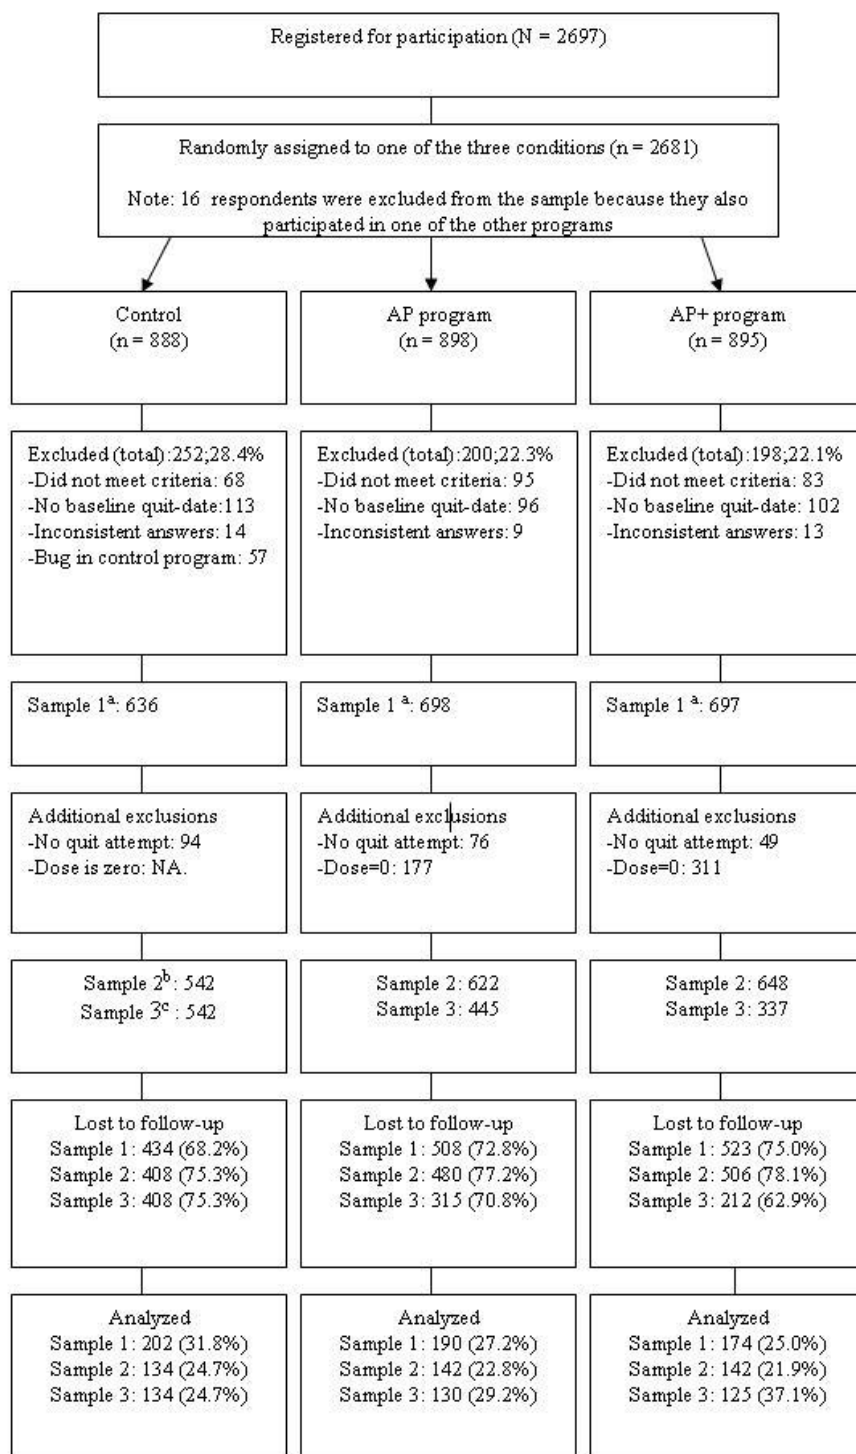 Registered for participation (N = 2697)
Randomly assigned to one of the three conditions (n = 2681)
Note: 16 respondents were excluded from the sample because they also
participated in one of the other programs
Control
(n = 888)
AP program
(n = 898)
AP+ program
(n = 895)
Excluded (total):252;28.4%
-Did not meet criteria: 68
-No baseline quit-date:113
-Inconsistent answers: 14
-Bug in control program: 57
Excluded (total):200;22.3%
-Did not meet criteria: 95
-No baseline quit-date: 96
-Inconsistent answers: 9
Excluded (total):198;22.1%
-Did not meet criteria: 83
-No baseline quit-date: 102
-Inconsistent answers: 13
Sample 1ᵃ: 636
Sample 1 ᵃ: 698
Sample 1 ᵃ: 697
Additional exclusions
-No quit attempt: 94
-Dose is zero: NA.
Additional exclusions
-No quit attempt: 76
-Dose=0: 177
Additional exclusions
-No quit attempt: 49
-Dose=0: 311
Sample 2ᵇ: 542
Sample 3ᶜ : 542
Sample 2: 622
Sample 3: 445
Sample 2: 648
Sample 3: 337
Lost to follow-up
Sample 1: 434 (68.2%)
Sample 2: 408 (75.3%)
Sample 3: 408 (75.3%)
Lost to follow-up
Sample 1: 508 (72.8%)
Sample 2: 480 (77.2%)
Sample 3: 315 (70.8%)
Lost to follow-up
Sample 1: 523 (75.0%)
Sample 2: 506 (78.1%)
Sample 3: 212 (62.9%)
Analyzed
Sample 1: 202 (31.8%)
Sample 2: 134 (24.7%)
Sample 3: 134 (24.7%)
Analyzed
Sample 1: 190 (27.2%)
Sample 2: 142 (22.8%)
Sample 3: 130 (29.2%)
Analyzed
Sample 1: 174 (25.0%)
Sample 2: 142 (21.9%)
Sample 3: 125 (37.1%)